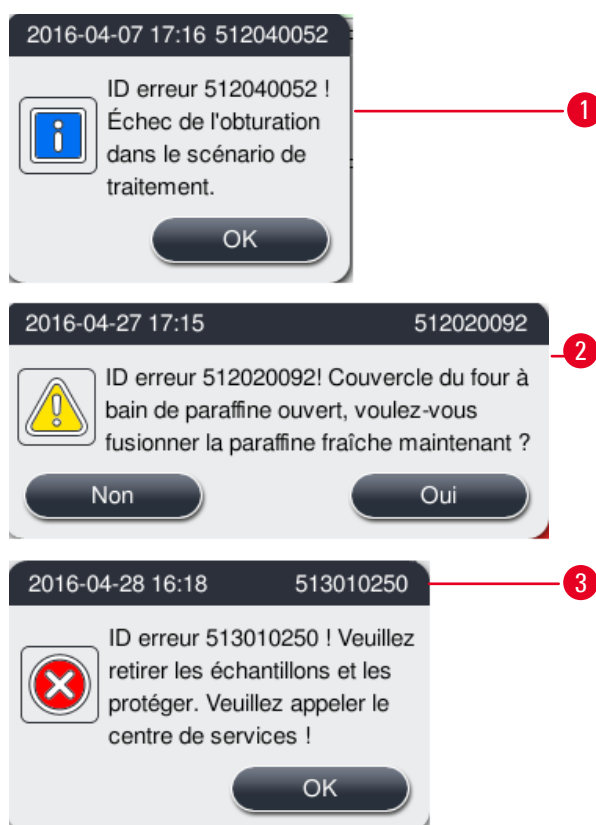 2016-04-07 17:16 512040052
ID erreur 512040052 !
Échec de l'obturation
dans le scénario de
traitement.
OK
1
2016-04-27 17:15 512020092
ID erreur 512020092! Couvercle du four à
bain de paraffine ouvert, voulez-vous
fusionner la paraffine fraîche maintenant ?
Non Oui
2
2016-04-28 16:18 513010250
ID erreur 513010250 ! Veuillez
retirer les échantillons et les
protéger. Veuillez appeler le
centre de services !
OK
3